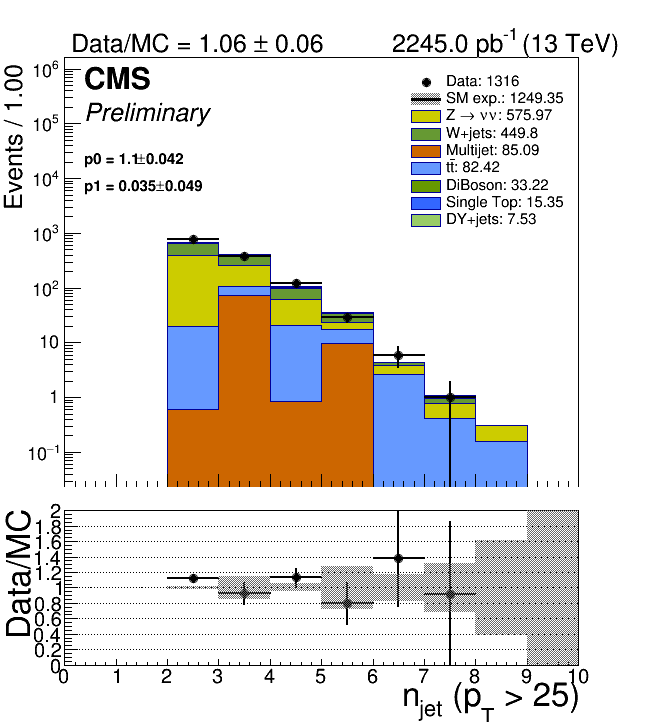 Data/MC = 1.06 ± 0.06 2245.0 pb⁻¹ (13 TeV)
Events / 1.00
10⁶
10⁵
10⁴
10³
10²
10
1
10⁻¹
CMS
Preliminary
p0 = 1.1±0.042
p1 = 0.035±0.049
Data: 1316
SM exp.: 1249.35
Z → νν: 575.97
W+jets: 449.8
Multijet: 85.09
tt̄: 82.42
DiBoson: 33.22
Single Top: 15.35
DY+jets: 7.53
Data/MC
2
1.8
1.6
1.4
1.2
1
0.8
0.6
0.4
0.2
0
0 1 2 3 4 5 6 7 8 9 10
n_jet (p_T > 25)